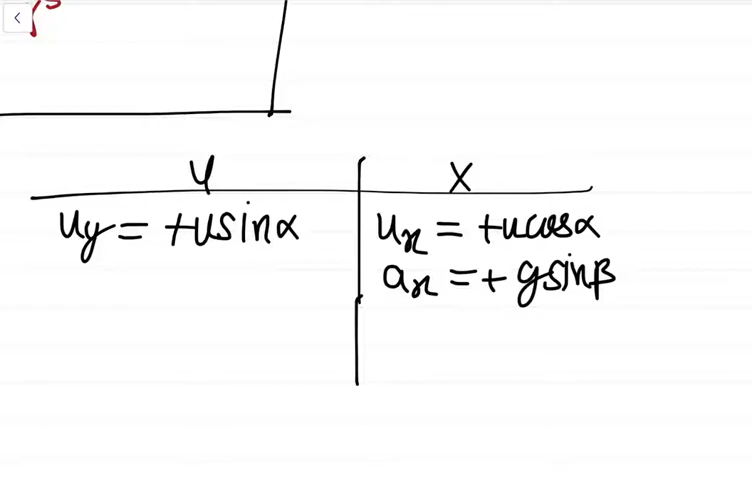 y
x
uy = +usinα
ux = +ucosα
ax = + gsinβ